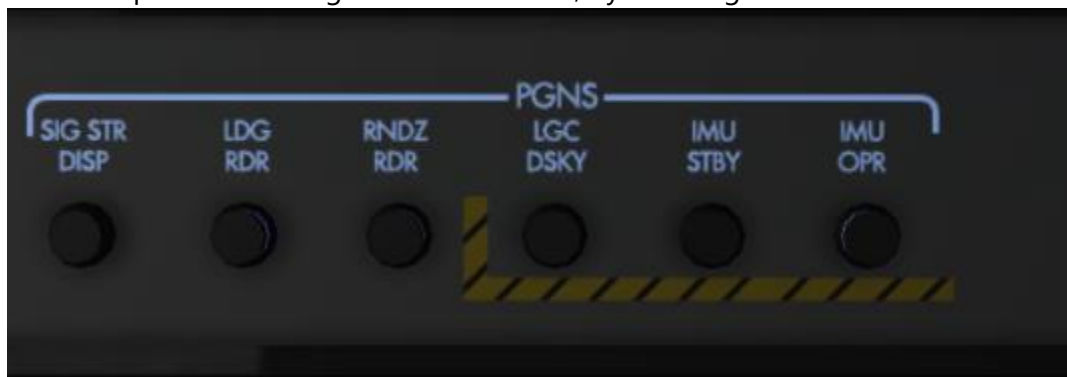 PGNS
SIG STR
DISP
LDG
RDR
RNDZ
RDR
LGC
DSKY
IMU
STBY
IMU
OPR